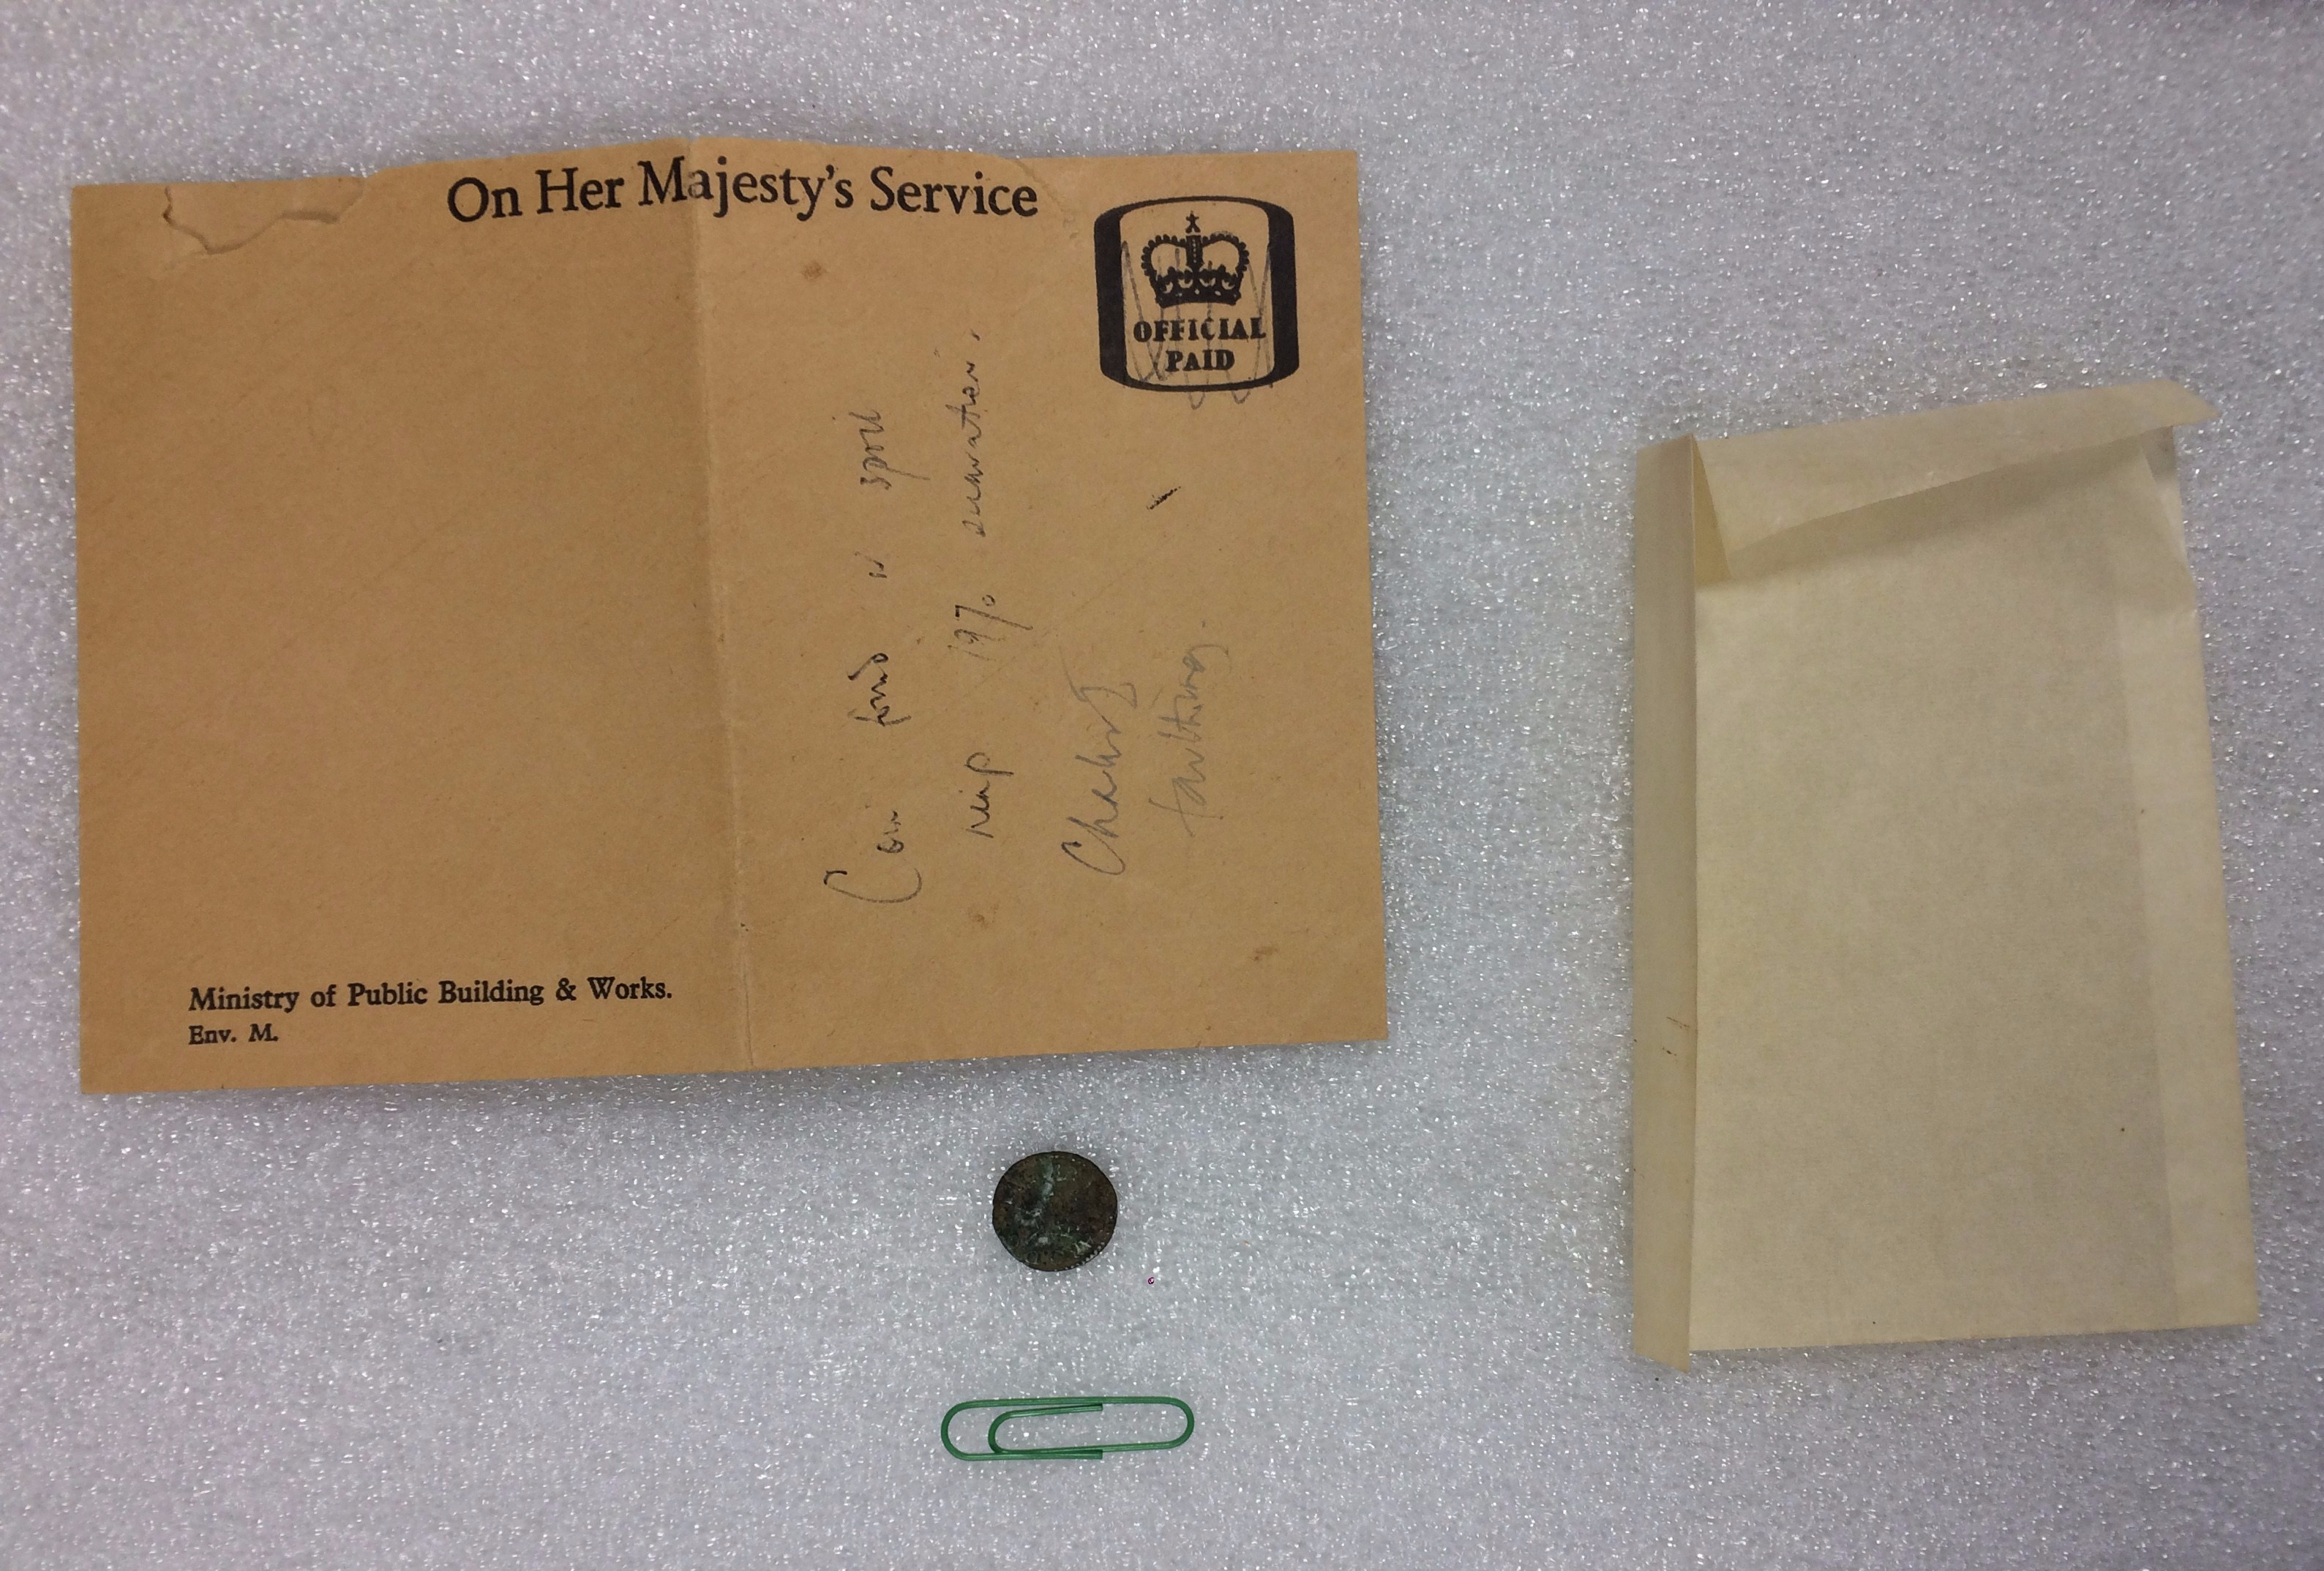 On Her Majesty's Service
OFFICIAL
PAID
Coin found in spoil
heap 1970 excavation.
Charles II
farthing.
Ministry of Public Building & Works.
Env. M.